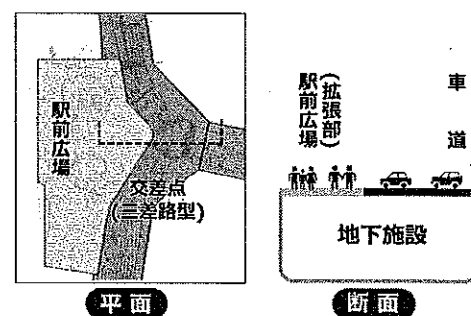 駅前広場
交差点
(三差路型)
平面
駅前広場
(拡張部)
車道
地下施設
断面